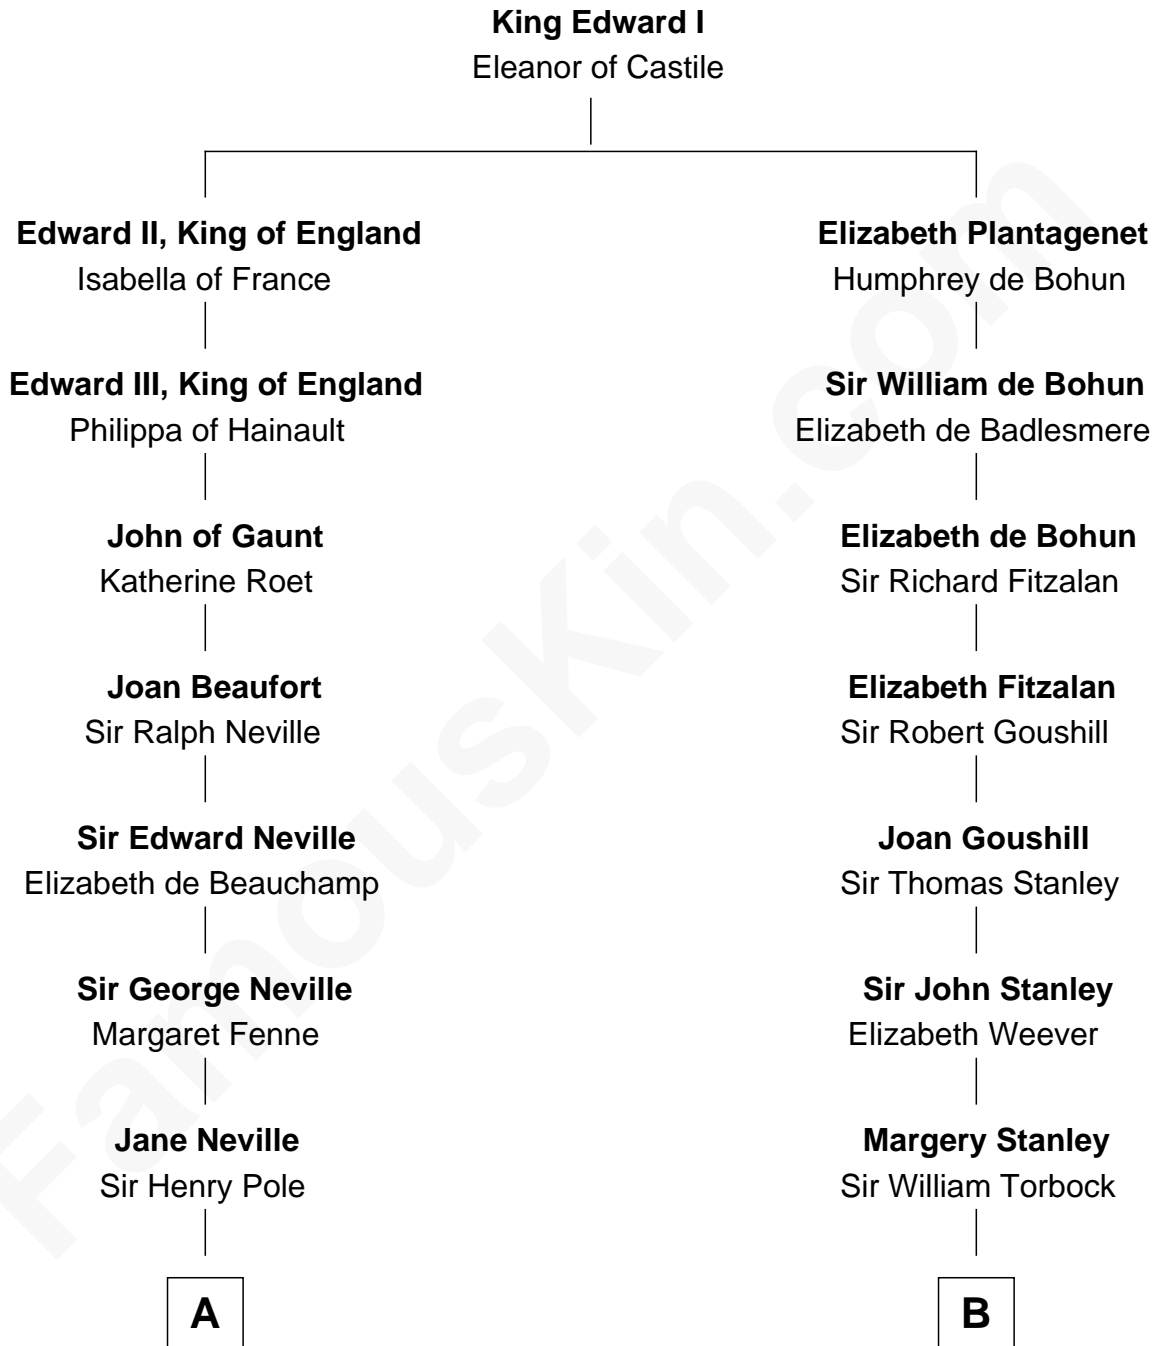 King Edward I
Eleanor of Castile
Edward II, King of England
Isabella of France
Elizabeth Plantagenet
Humphrey de Bohun
Edward III, King of England
Philippa of Hainault
Sir William de Bohun
Elizabeth de Badlesmere
John of Gaunt
Katherine Roet
Elizabeth de Bohun
Sir Richard Fitzalan
Joan Beaufort
Sir Ralph Neville
Elizabeth Fitzalan
Sir Robert Goushill
Sir Edward Neville
Elizabeth de Beauchamp
Joan Goushill
Sir Thomas Stanley
Sir George Neville
Margaret Fenne
Sir John Stanley
Elizabeth Weever
Jane Neville
Sir Henry Pole
Margery Stanley
Sir William Torbock
A
B
FamousKin.com